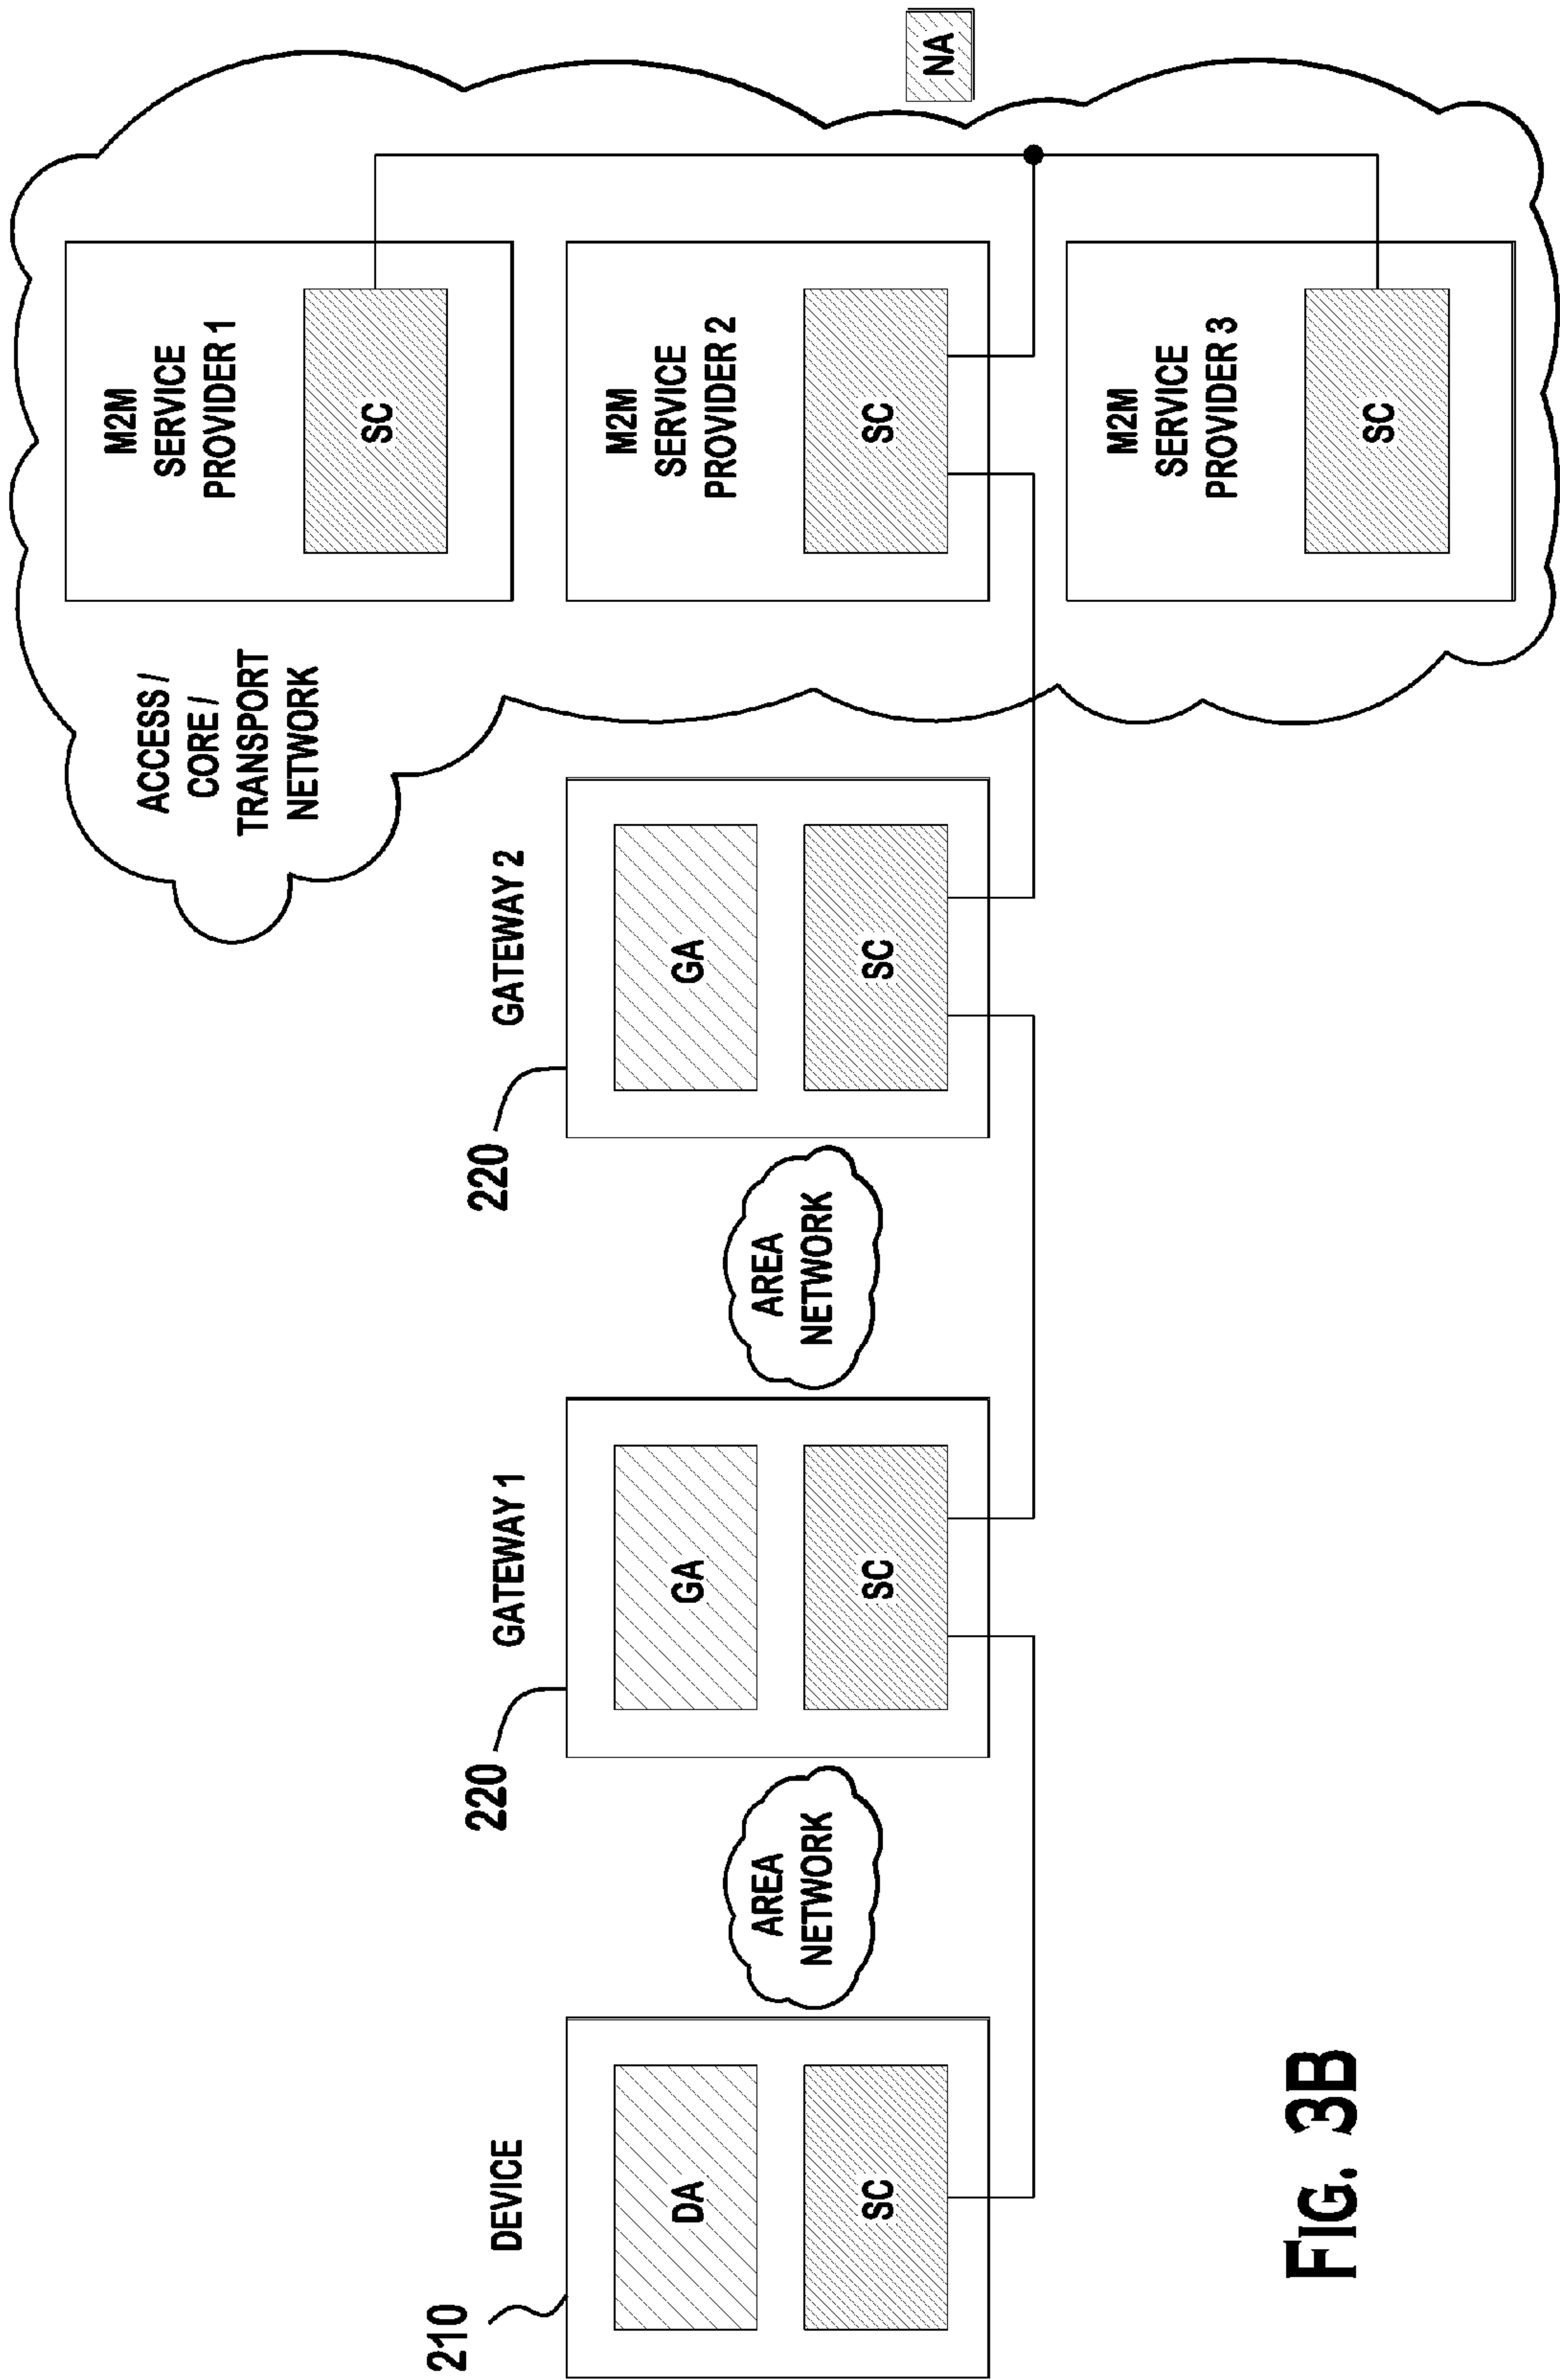 210
DEVICE
DA
SC
AREA
NETWORK
220
GATEWAY 1
GA
SC
AREA
NETWORK
220
GATEWAY 2
GA
SC
ACCESS /
CORE /
TRANSPORT
NETWORK
M2M
SERVICE
PROVIDER 1
SC
M2M
SERVICE
PROVIDER 2
SC
M2M
SERVICE
PROVIDER 3
SC
NA
FIG. 3B